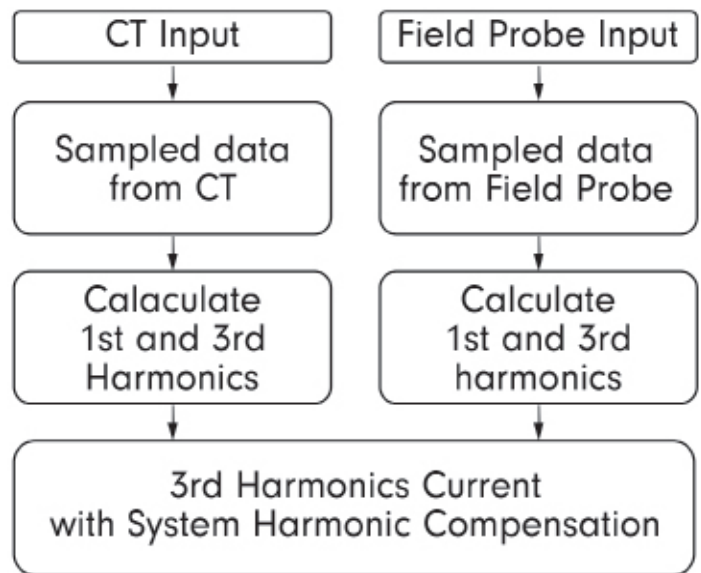 CT Input
Field Probe Input
Sampled data
from CT
Sampled data
from Field Probe
Calaculate
1st and 3rd
Harmonics
Calculate
1st and 3rd
harmonics
3rd Harmonics Current
with System Harmonic Compensation